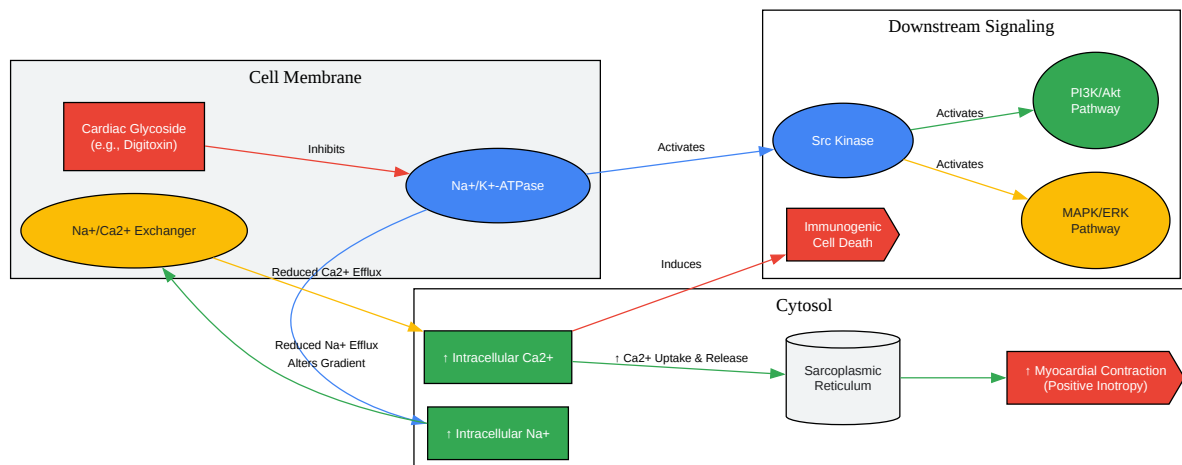 Downstream Signaling
Cell Membrane
Cardiac Glycoside
(e.g., Digitoxin)
Inhibits
Na+/K+-ATPase
Activates
Src Kinase
Activates
PI3K/Akt
Pathway
Activates
MAPK/ERK
Pathway
Na+/Ca2+ Exchanger
Immunogenic
Cell Death
Reduced Ca2+ Efflux
Induces
Cytosol
Reduced Na+ Efflux
Alters Gradient
↑ Intracellular Ca2+
↑ Ca2+ Uptake & Release
Sarcoplasmic
Reticulum
↑ Myocardial Contraction
(Positive Inotropy)
↑ Intracellular Na+